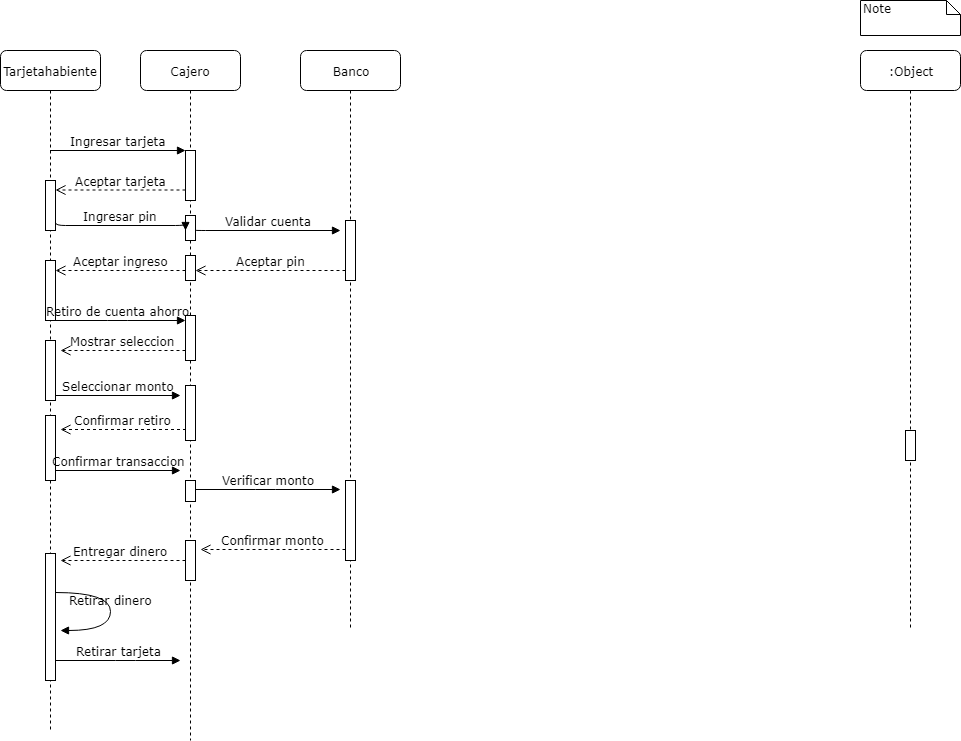 Note
Tarjetahabiente
Cajero
Banco
:Object
Ingresar tarjeta
Aceptar tarjeta
Ingresar pin
Validar cuenta
Aceptar ingreso
Aceptar pin
Retiro de cuenta ahorro
Mostrar seleccion
Seleccionar monto
Confirmar retiro
Confirmar transaccion
Verificar monto
Confirmar monto
Entregar dinero
Retirar dinero
Retirar tarjeta